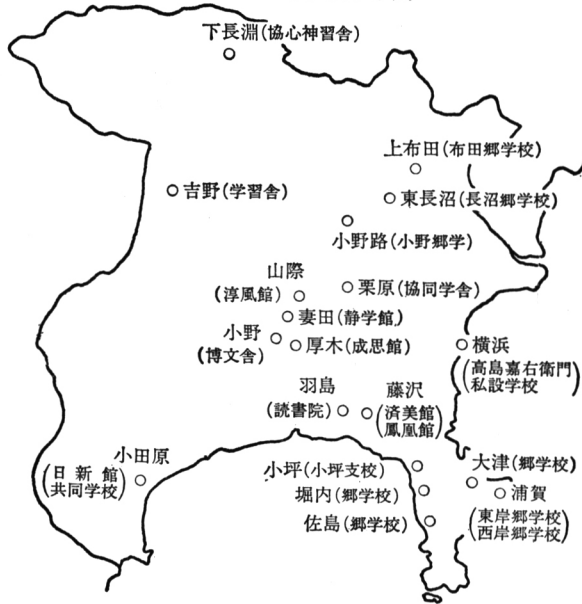 下長淵(協心神習舎)
上布田(布田郷学校)
吉野(学習舎)
東長沼(長沼郷学校)
小野路(小野郷学)
山際
(淳風館)
栗原(協同学舎)
妻田(静学館)
小野
(博文舎)
厚木(成思館)
横浜
(高島嘉右衛門
私設学校)
羽鳥
(読書院)
藤沢
(済美館
鳳凰館)
小田原
(日新館
共同学校)
小坪(小坪支校)
大津(郷学校)
堀内(郷学校)
浦賀
(東岸郷学校
西岸郷学校)
佐島(郷学校)